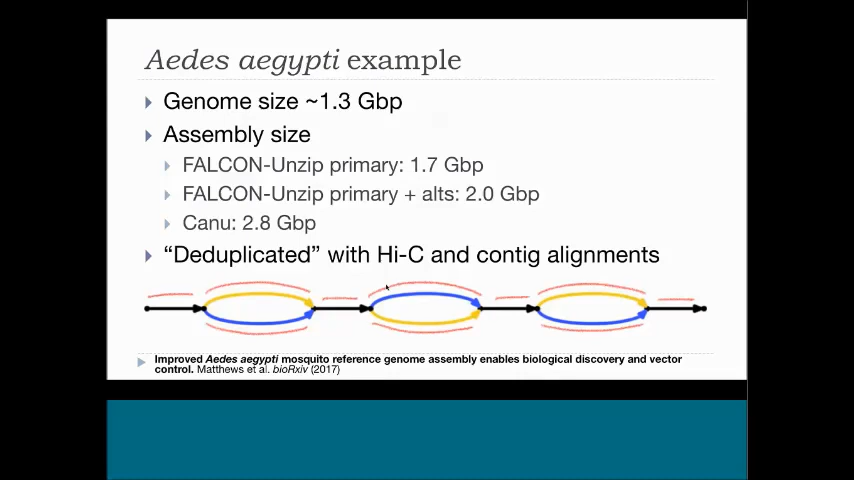 Aedes aegypti example
Genome size ~1.3 Gbp
Assembly size
FALCON-Unzip primary: 1.7 Gbp
FALCON-Unzip primary + alts: 2.0 Gbp
Canu: 2.8 Gbp
“Deduplicated” with Hi-C and contig alignments
Improved Aedes aegypti mosquito reference genome assembly enables biological discovery and vector
control. Matthews et al. bioRxiv (2017)